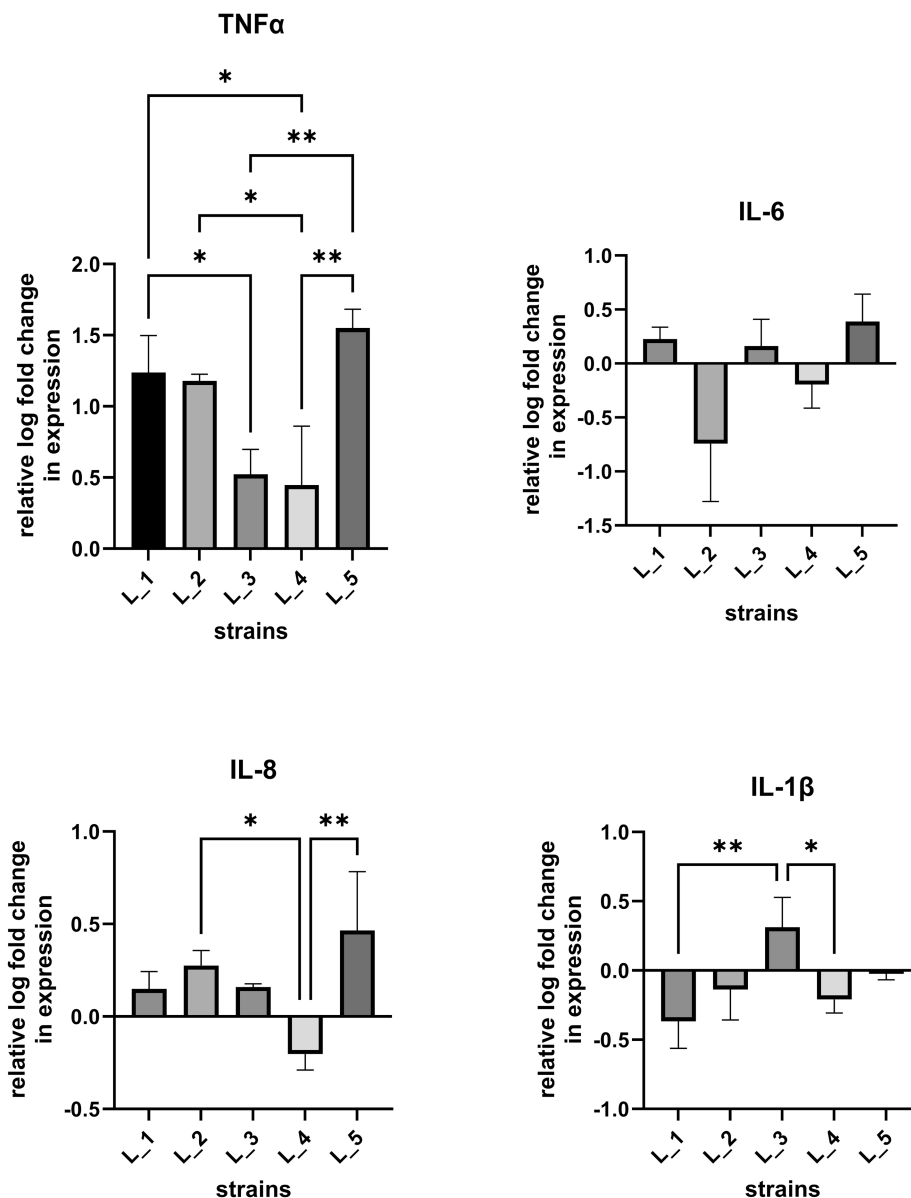 TNFα
*
**
*
*
**
2.0
1.5
1.0
0.5
0.0
relative log fold change
in expression
L_1
L_2
L_3
L_4
L_5
strains
IL-6
1.0
0.5
0.0
-0.5
-1.0
-1.5
relative log fold change
in expression
L_1
L_2
L_3
L_4
L_5
strains
IL-8
*
**
1.0
0.5
0.0
-0.5
relative log fold change
in expression
L_1
L_2
L_3
L_4
L_5
strains
IL-1β
**
*
1.0
0.5
0.0
-0.5
-1.0
relative log fold change
in expression
L_1
L_2
L_3
L_4
L_5
strains